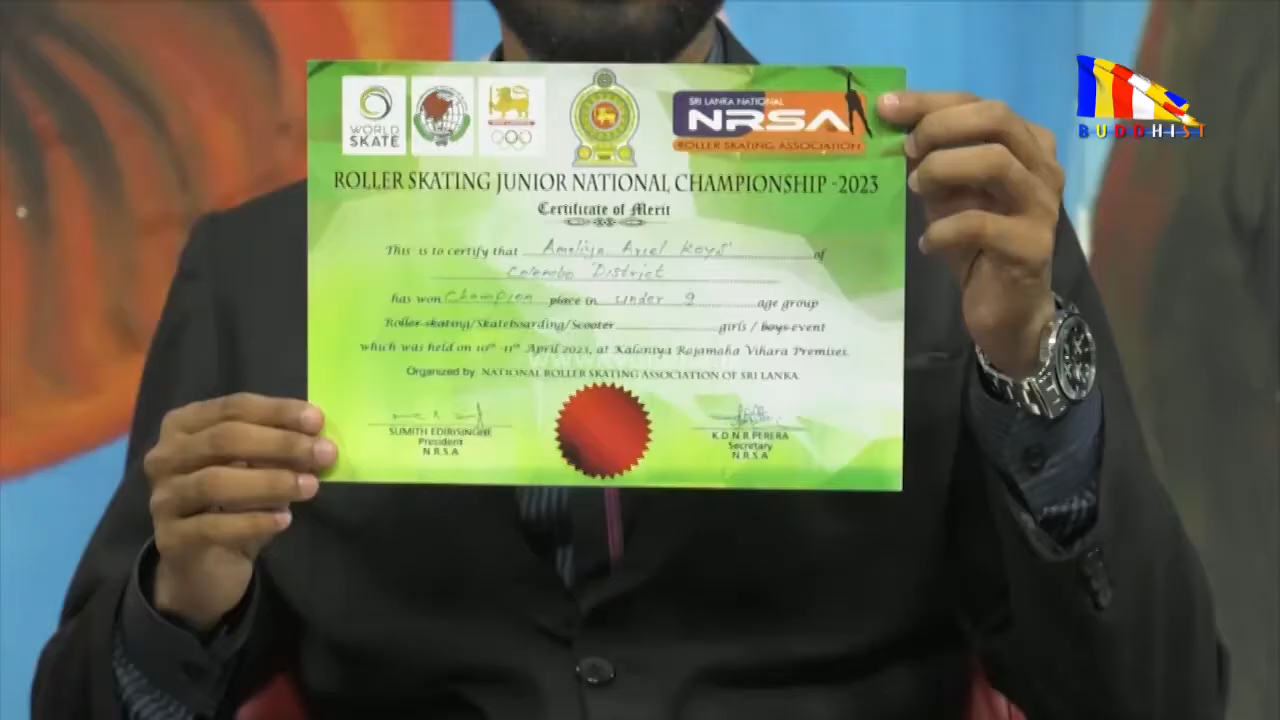 BUDDHIST
WORLD SKATE
SRI LANKA NATIONAL
NRSA
ROLLER SKATING ASSOCIATION
ROLLER SKATING JUNIOR NATIONAL CHAMPIONSHIP -2023
Certificate of Merit
This is to certify that Ameliya Ariel Koys of
Colombo District
has won Champion place in under 9 age group
Roller skating/Skateboarding/Scooter girls / boys event
which was held on 10th -11th April 2023, at Kelaniya Rajamaha Vihara Premises.
Organized by: NATIONAL ROLLER SKATING ASSOCIATION OF SRI LANKA
SUMITH EDIRISINGHE
President
N.R.S.A
K.D.N.R.PERERA
Secretary
N.R.S.A